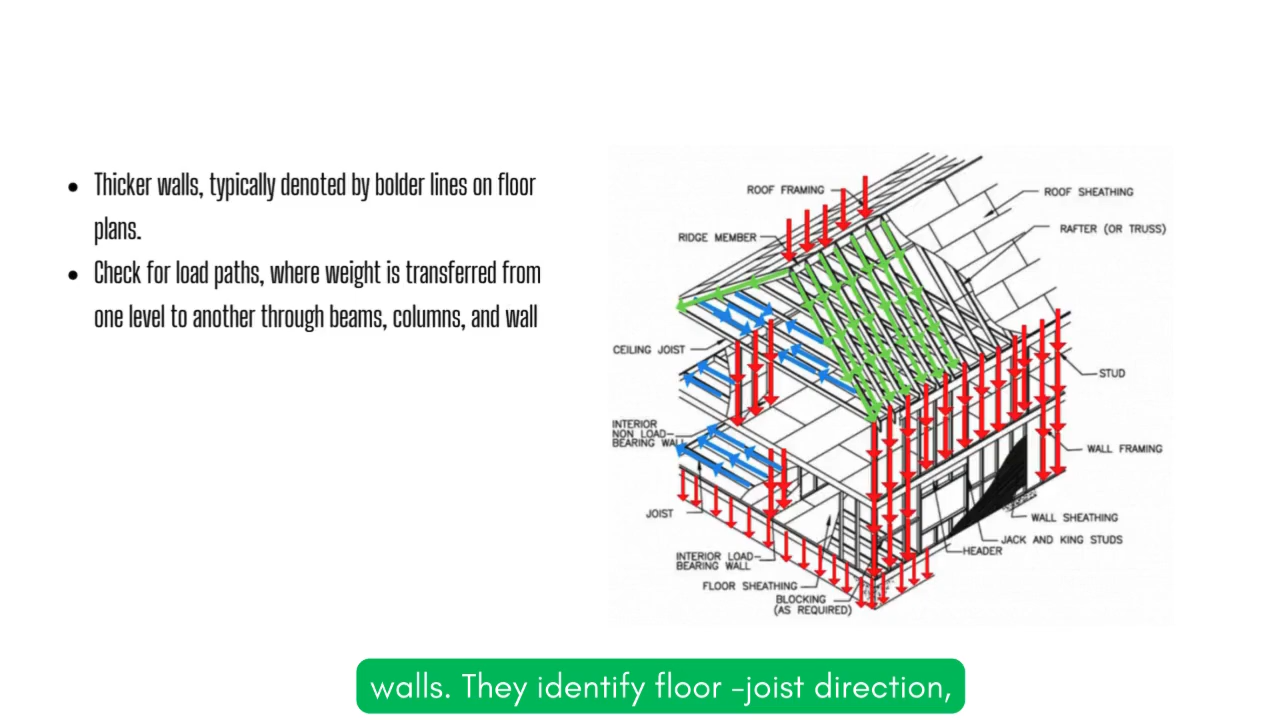 • Thicker walls, typically denoted by bolder lines on floor
plans.
• Check for load paths, where weight is transferred from
one level to another through beams, columns, and wall
ROOF FRAMING
ROOF SHEATHING
RIDGE MEMBER
RAFTER (OR TRUSS)
CEILING JOIST
STUD
INTERIOR
NON LOAD-
BEARING WALL
WALL FRAMING
JOIST
WALL SHEATHING
JACK AND KING STUDS
HEADER
INTERIOR LOAD-
BEARING WALL
FLOOR SHEATHING
BLOCKING
(AS REQUIRED)
walls. They identify floor -joist direction,